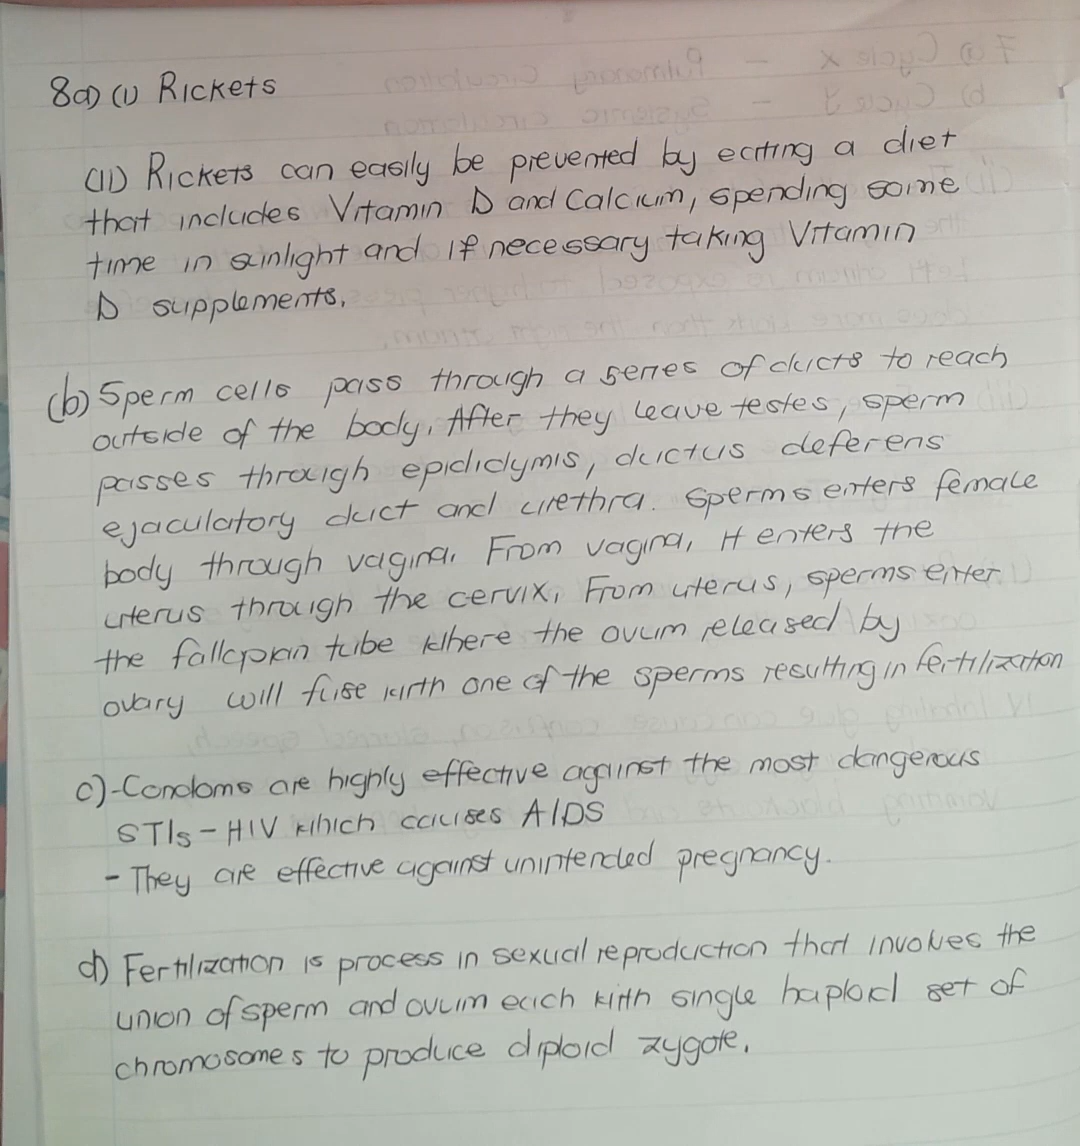 8a) (i) Rickets
(ii) Rickets can easily be prevented by eating a diet
that includes Vitamin D and Calcium, spending some
time in sunlight and if necessary taking Vitamin
D supplements.
(b) Sperm cells pass through a series of ducts to reach
outside of the body. After they leave testes, sperm
passes through epididymis, ductus deferens
ejaculatory duct and urethra. Sperms enters female
body through vagina. From vagina, it enters the
uterus through the cervix. From uterus, sperms enter
the fallopian tube where the ovum released by
ovary will fuse with one of the sperms resulting in fertilization
c) - Condoms are highly effective against the most dangerous
STIs - HIV which causes AIDS
- They are effective against unintended pregnancy.
d) Fertilization is process in sexual reproduction that involves the
union of sperm and ovum each with single haploid set of
chromosomes to produce diploid zygote.